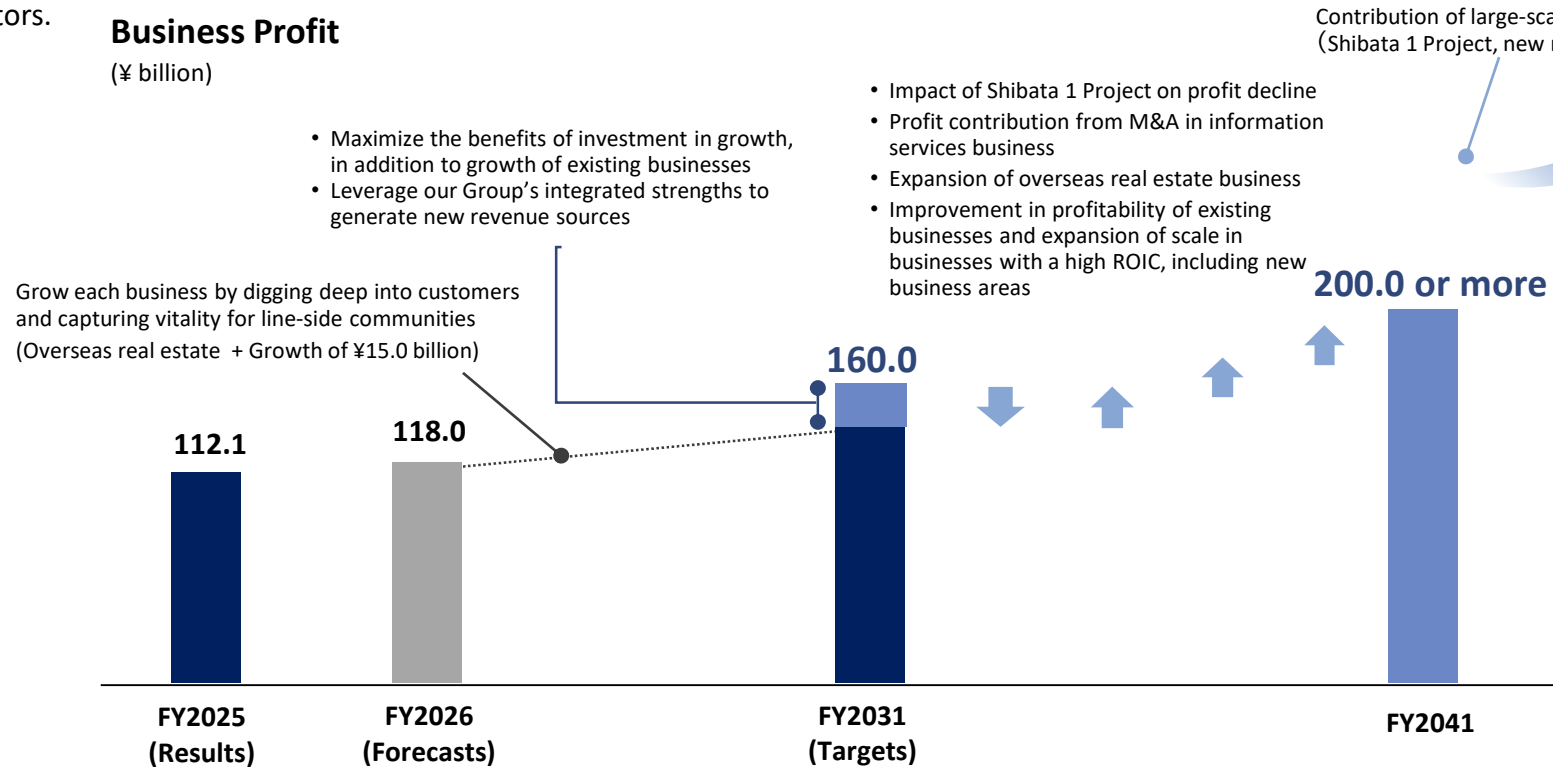 Business Profit
(¥ billion)
Contribution of
(Shibata 1 Project, new
• Impact of Shibata 1 Project on profit decline
• Profit contribution from M&A in information
services business
• Expansion of overseas real estate business
• Improvement in profitability of existing
businesses and expansion of scale in
businesses with a high ROIC, including new
business areas
• Maximize the benefits of investment in growth,
in addition to growth of existing businesses
• Leverage our Group’s integrated strengths to
generate new revenue sources
Grow each business by digging deep into customers
and capturing vitality for line-side communities
(Overseas real estate + Growth of ¥15.0 billion)
112.1
118.0
160.0
200.0 or more
FY2025
(Results)
FY2026
(Forecasts)
FY2031
(Targets)
FY2041